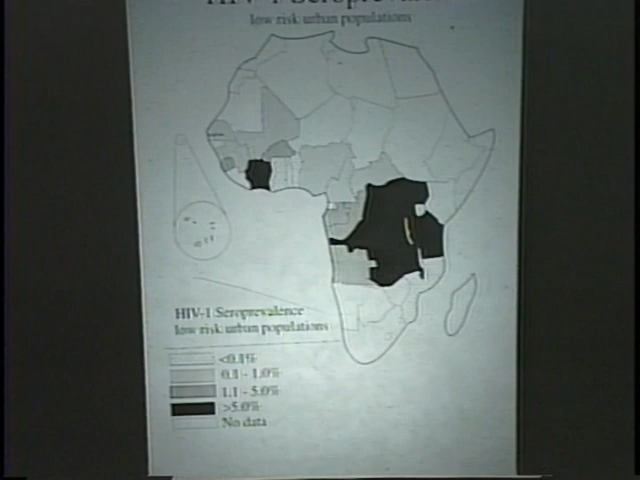 HIV-1 Seroprevalence
low risk urban populations
HIV-1 Seroprevalence
low risk urban populations
<0.1%
0.1 - 1.0%
1.1 - 5.0%
>5.0%
No data